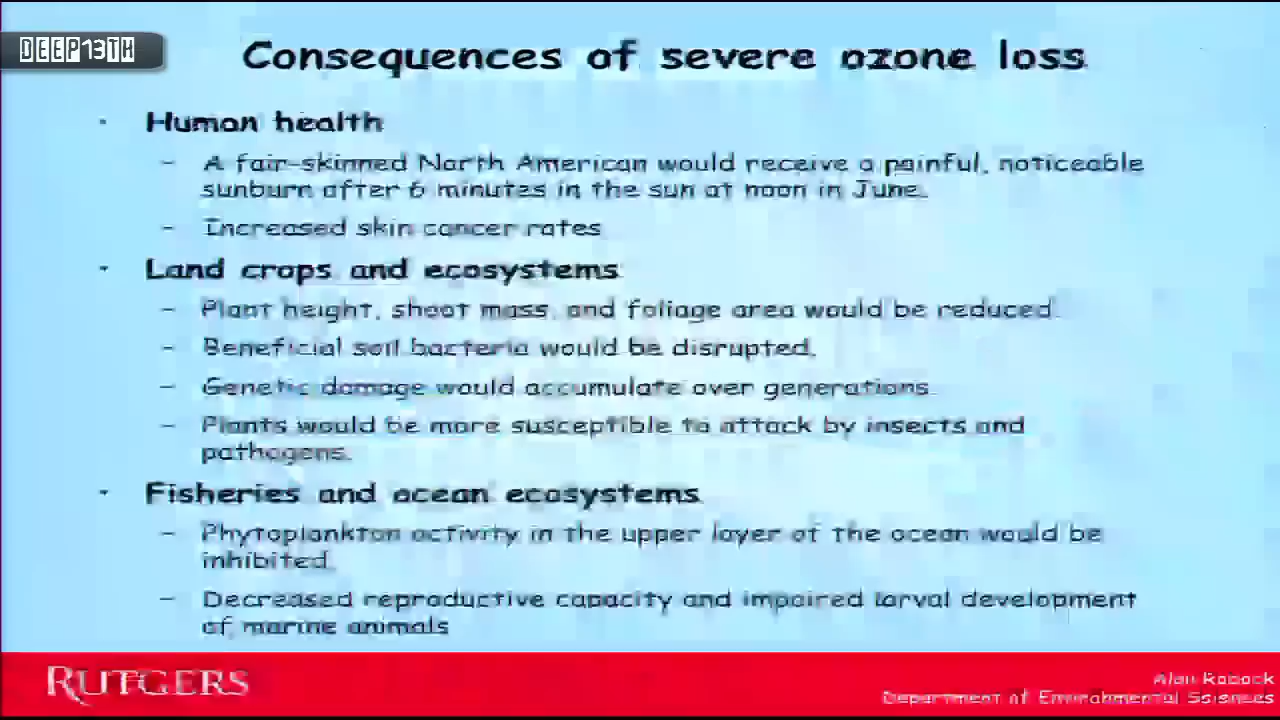 DEEP13TH
Consequences of severe ozone loss
· Human health
– A fair-skinned North American would receive a painful, noticeable
sunburn after 6 minutes in the sun at noon in June.
– Increased skin cancer rates
· Land crops and ecosystems
– Plant height, shoot mass, and foliage area would be reduced.
– Beneficial soil bacteria would be disrupted.
– Genetic damage would accumulate over generations.
– Plants would be more susceptible to attack by insects and
pathogens.
· Fisheries and ocean ecosystems
– Phytoplankton activity in the upper layer of the ocean would be
inhibited.
– Decreased reproductive capacity and impaired larval development
of marine animals
RUTGERS
Alan Robock
Department of Environmental Sciences